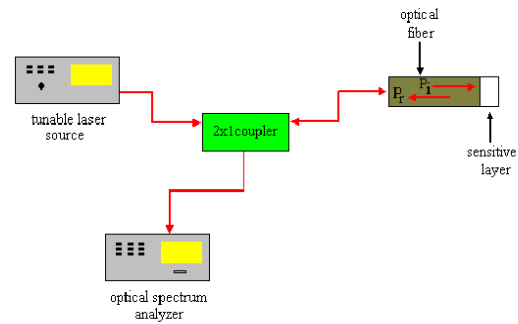 optical
fiber
Pi
Pr
tunable laser
source
2x1coupler
sensitive
layer
optical spectrum
analyzer